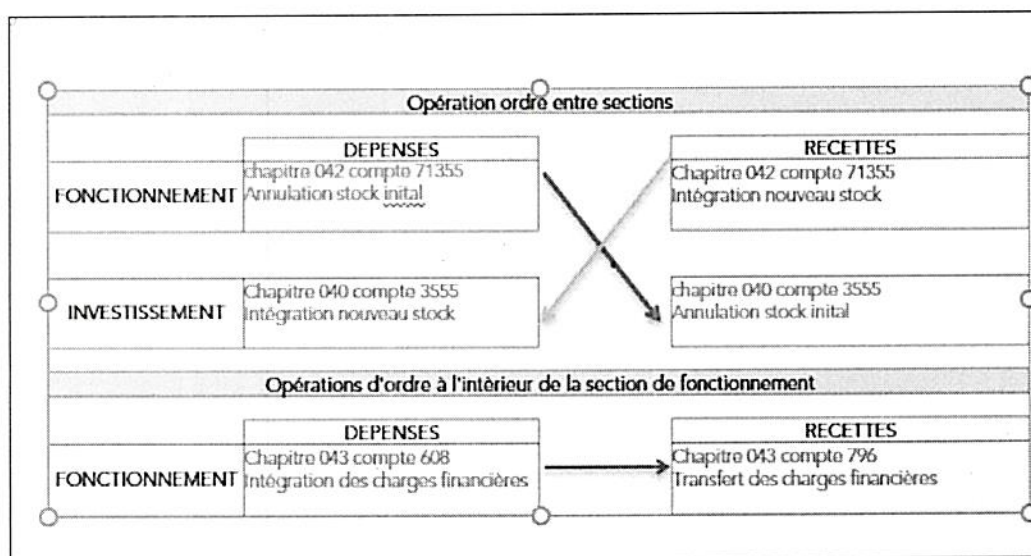 Opération ordre entre sections
DEPENSES
RECETTES
FONCTIONNEMENT
chapitre 042 compte 71355
Annulation stock inital
Chapitre 042 compte 71355
Intégration nouveau stock
INVESTISSEMENT
Chapitre 040 compte 3555
Intégration nouveau stock
chapitre 040 compte 3555
Annulation stock inital
Opérations d'ordre à l'intèrieur de la section de fonctionnement
DEPENSES
RECETTES
FONCTIONNEMENT
Chapitre 043 compte 608
Intégration des charges financières
Chapitre 043 compte 796
Transfert des charges financières